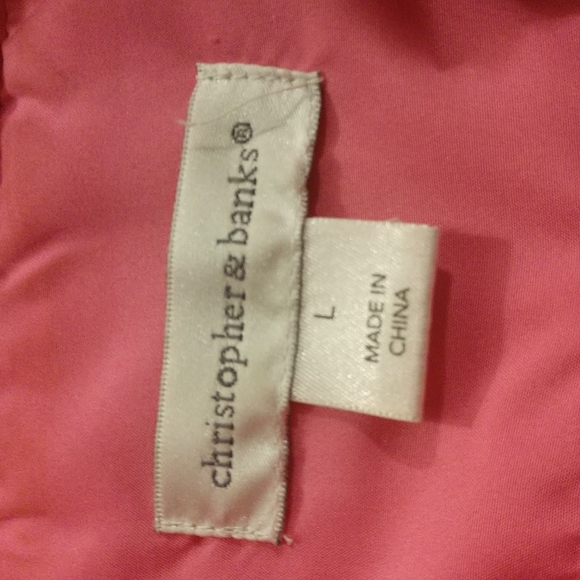 christopher & banks®
L
MADE IN
CHINA